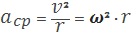 a_cp = v²/r = ω² · r